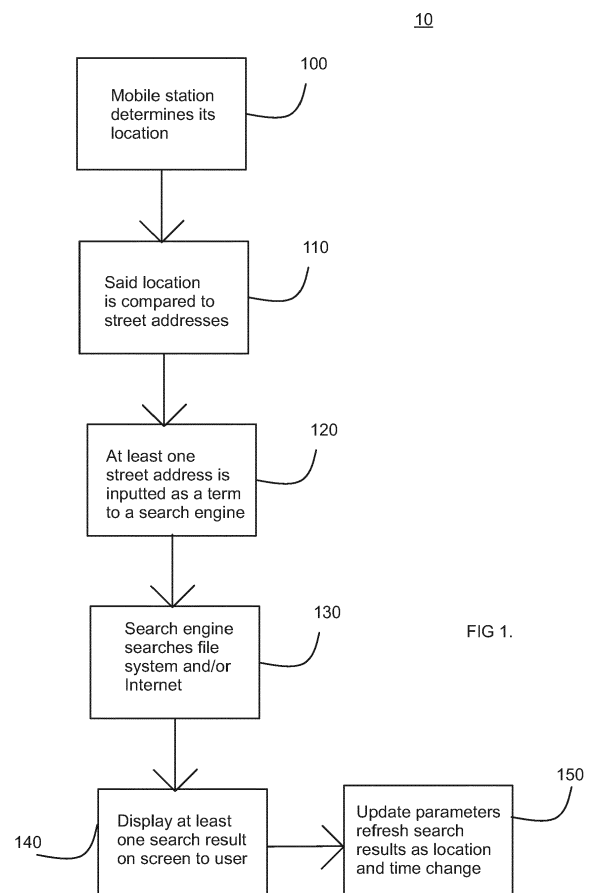 10
100
Mobile station
determines its
location
110
Said location
is compared to
street addresses
120
At least one
street address is
inputted as a term
to a search engine
130
Search engine
searches file
system and/or
Internet
FIG 1.
140
Display at least
one search result
on screen to user
150
Update parameters
refresh search
results as location
and time change